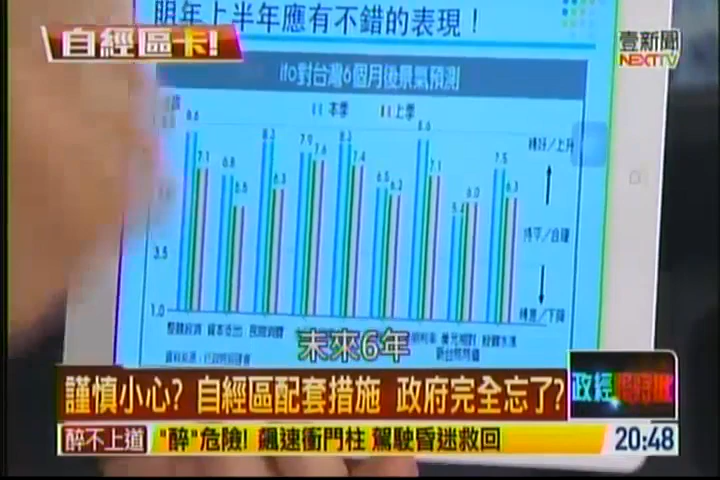 明年上半年應有不錯的表現！
自經區卡!
壹新聞
NEXTTV
ifo對台灣6個月後景氣預測
本季 上季
8.6 7.1 6.8 8.2 6.3 7.9 7.6 8.2 7.4 6.5 6.2 8.6 7.1 5.4 6.0 7.5 6.3
轉好/上升
持平/合理
3.5
1.0
轉差/下降
整體經濟 資本支出 民間消費
未來6年
謹慎小心? 自經區配套措施 政府完全忘了?
政經
醉不上道
"醉"危險! 飆速衝門柱 駕駛昏迷救回
20:48